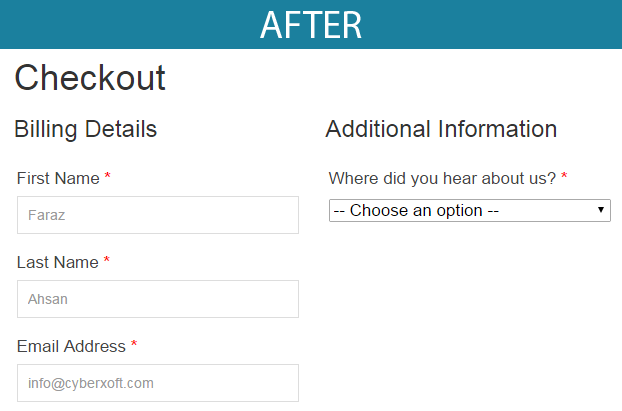 AFTER
Checkout
Billing Details
First Name *
Faraz
Last Name *
Ahsan
Email Address *
info@cyberxoft.com
Additional Information
Where did you hear about us? *
-- Choose an option --